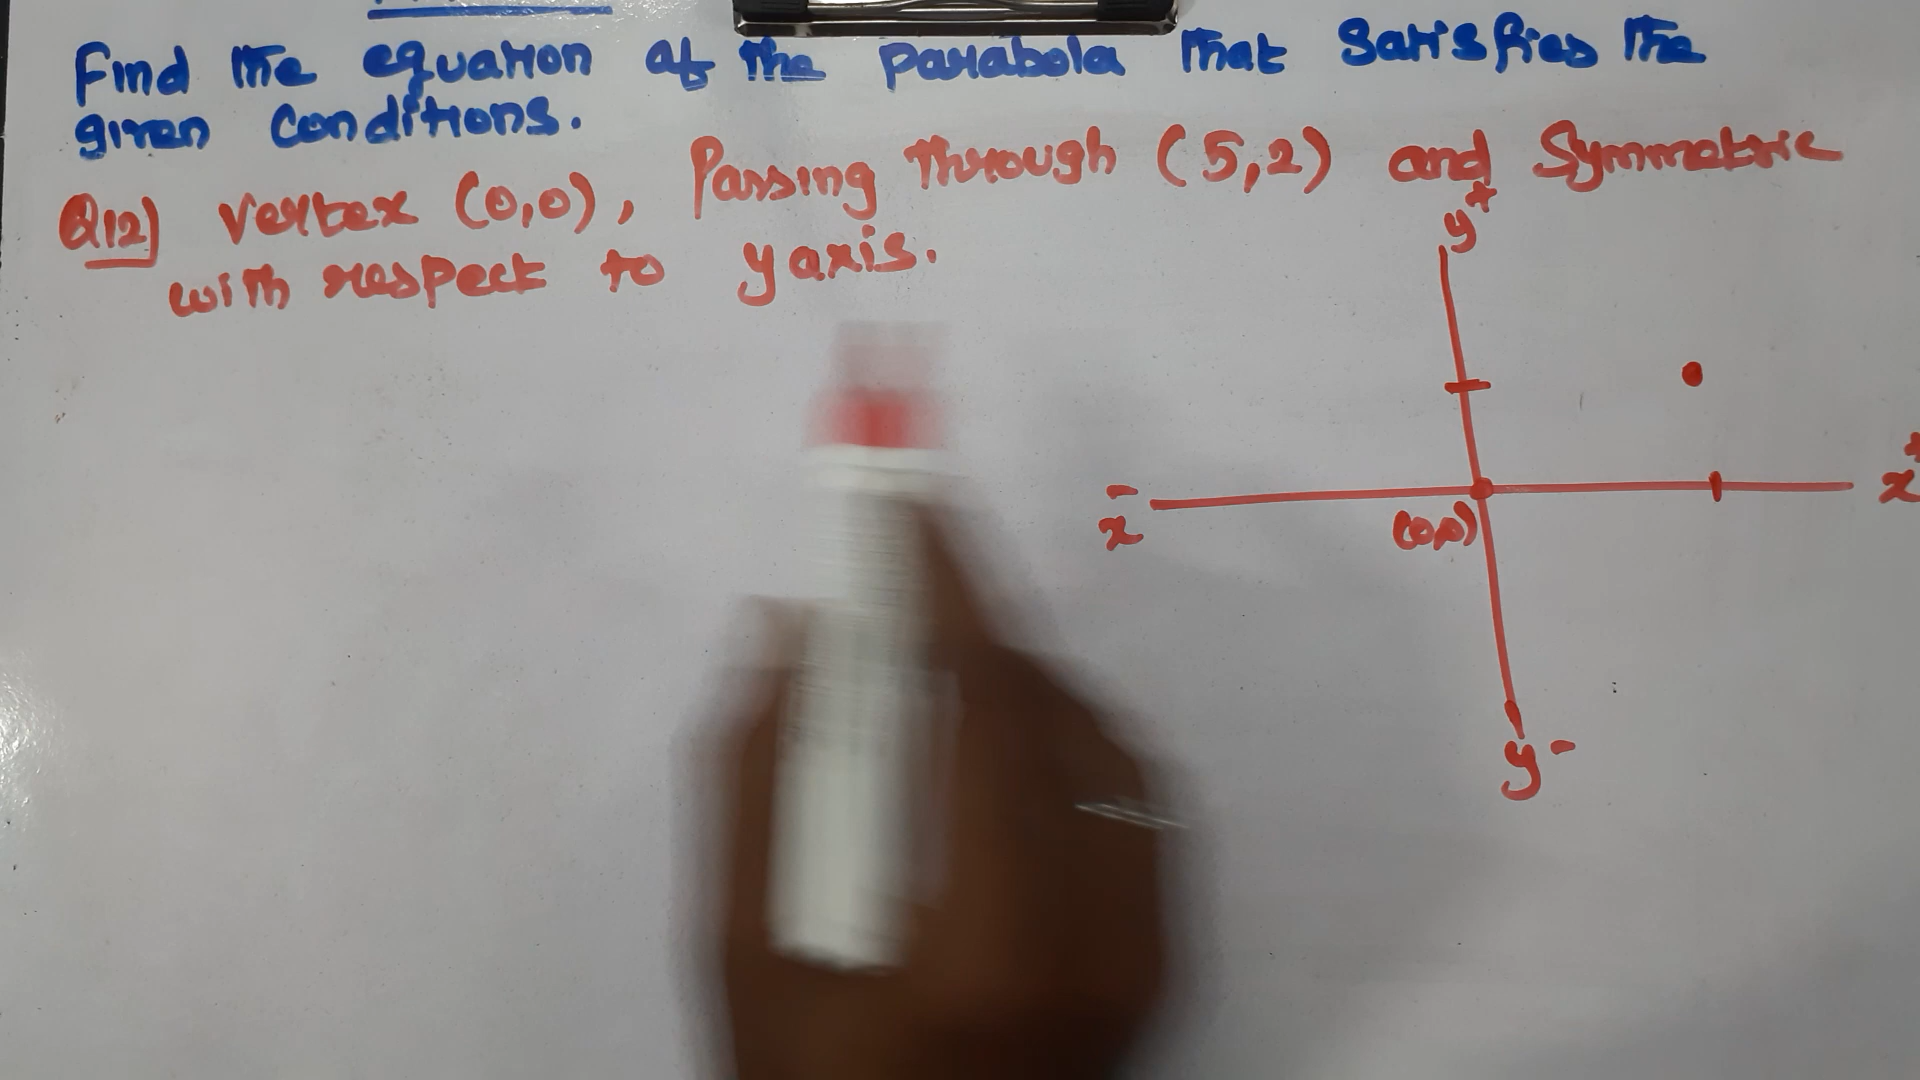 Find the equation of the parabola that satisfies the
given conditions.
Q12) vertex (0,0), Passing through (5,2) and Symmetric
with respect to y axis.
y+
x-
x+
(0,0)
y-